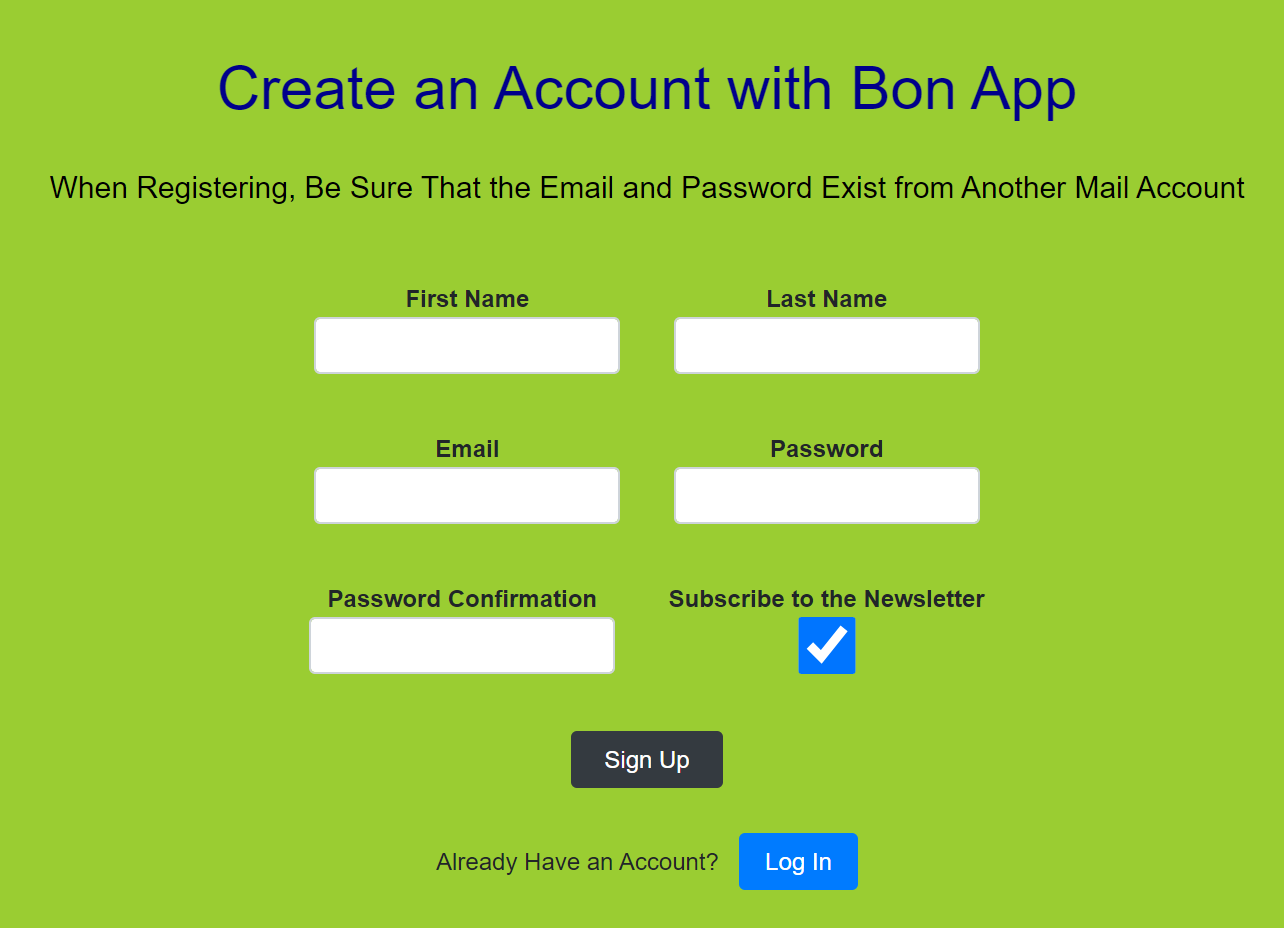 Create an Account with Bon App
When Registering, Be Sure That the Email and Password Exist from Another Mail Account
First Name
Last Name
Email
Password
Password Confirmation
Subscribe to the Newsletter
Sign Up
Already Have an Account?
Log In